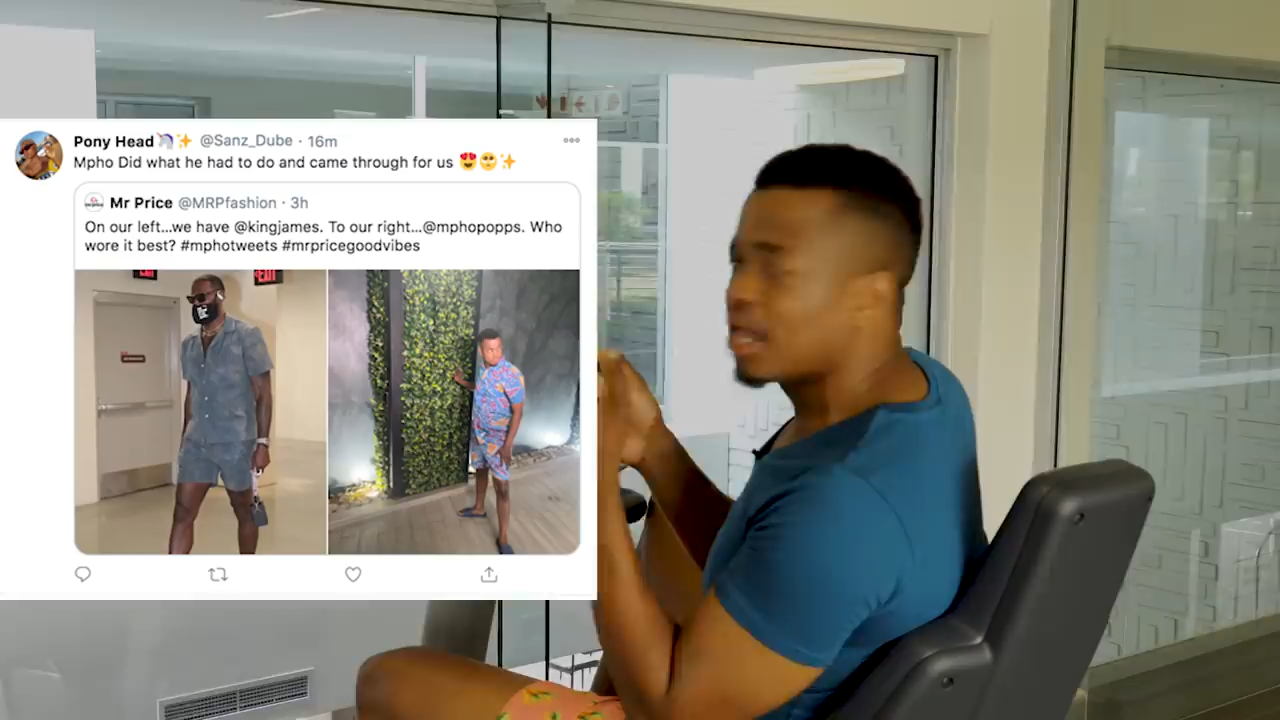 Pony Head🦄✨ @Sanz_Dube · 16m
Mpho Did what he had to do and came through for us 😍🥺✨
Mr Price @MRPfashion · 3h
On our left...we have @kingjames. To our right...@mphopopps. Who
wore it best? #mphotweets #mrpricegoodvibes
EXIT